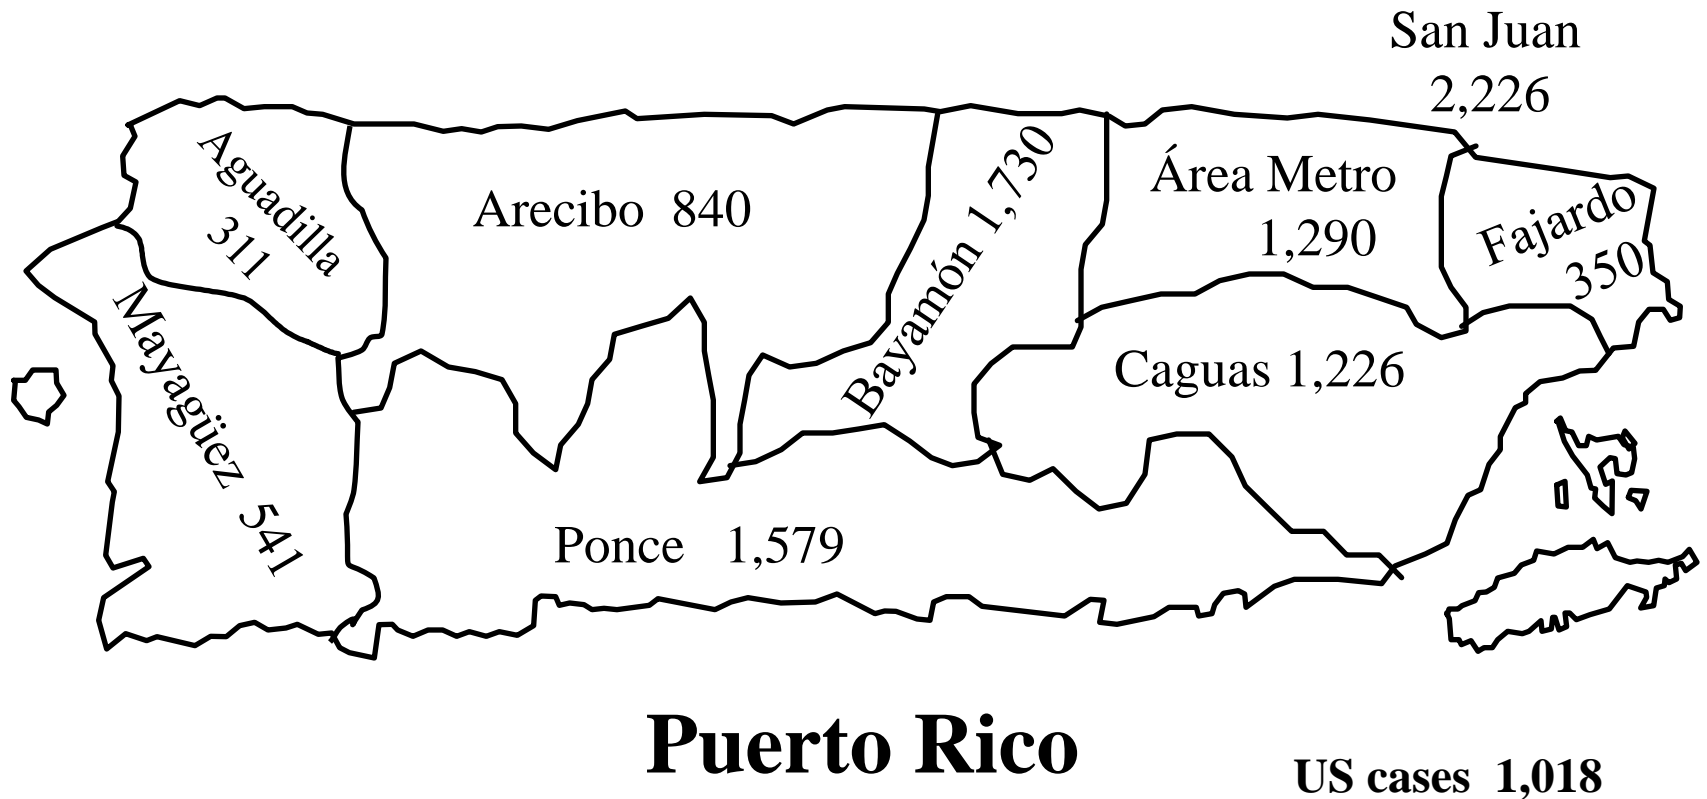 San Juan
2,226
Aguadilla
311
Arecibo 840
Bayamón 1,730
Área Metro
1,290
Fajardo
350
Mayagüez 541
Caguas 1,226
Ponce 1,579
Puerto Rico
US cases 1,018